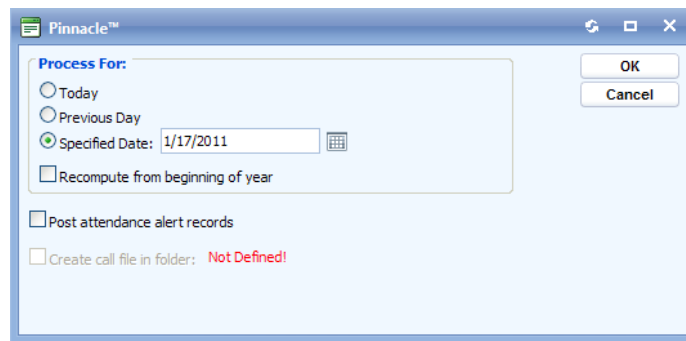 Pinnacle™
Process For:
OK
Today
Cancel
Previous Day
Specified Date: 1/17/2011
Recompute from beginning of year
Post attendance alert records
Create call file in folder: Not Defined!